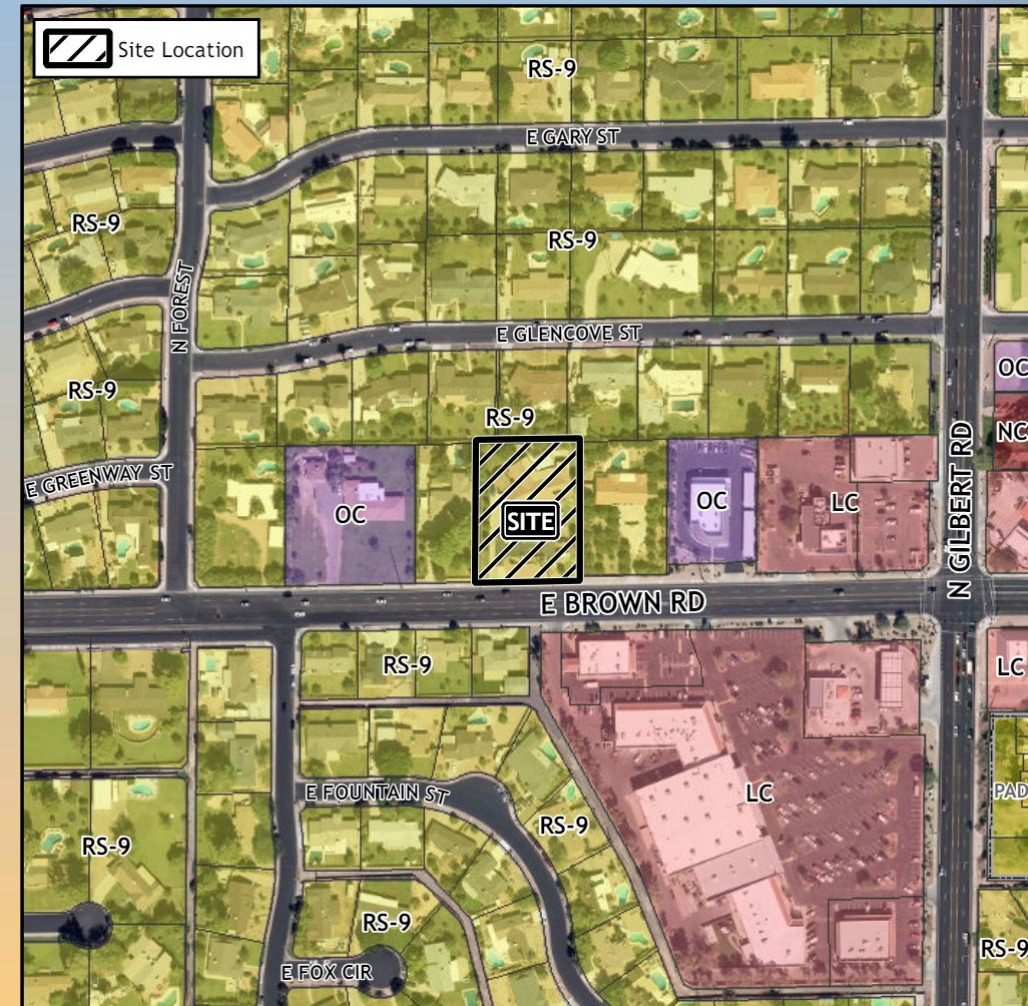 Site Location
RS-9
E GARY ST
RS-9
RS-9
N FOREST
E GLENCOVE ST
OC
RS-9
RS-9
NC
N GILBERT RD
E GREENWAY ST
OC
SITE
OC
LC
E BROWN RD
RS-9
LC
E FOUNTAIN ST
LC
PAD
RS-9
RS-9
RS-9
RS-9
E FOX CIR